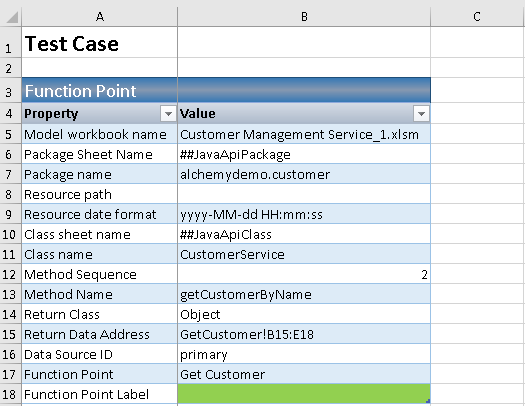 A B C
1 Test Case
2
3 Function Point
4 Property Value
5 Model workbook name Customer Management Service_1.xlsm
6 Package Sheet Name ##JavaApiPackage
7 Package name alchemydemo.customer
8 Resource path
9 Resource date format yyyy-MM-dd HH:mm:ss
10 Class sheet name ##JavaApiClass
11 Class name CustomerService
12 Method Sequence 2
13 Method Name getCustomerByName
14 Return Class Object
15 Return Data Address GetCustomer!B15:E18
16 Data Source ID primary
17 Function Point Get Customer
18 Function Point Label